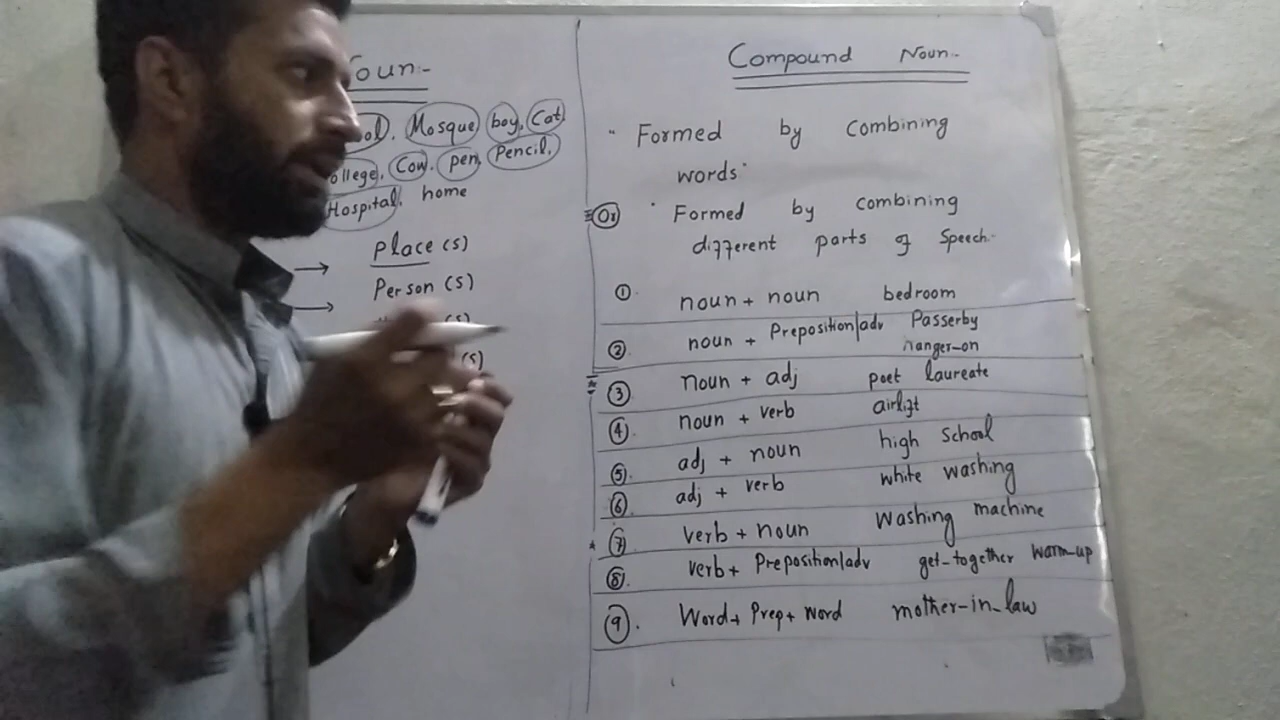 oun:-
ol, Mosque, boy, Cat,
ollege, Cow, pen, Pencil,
Hospital, home
→ Place (s)
→ Person (s)
(s)
(s)
Compound Noun:-
" Formed by Combining
words"
Or " Formed by combining
different parts of Speech.
① noun + noun bedroom
② noun + Preposition/adv Passerby
hanger-on
③ noun + adj poet laureate
④ noun + verb airlift
⑤ adj + noun high School
⑥ adj + verb white washing
⑦ verb + noun Washing machine
⑧ verb + Preposition/adv get-together warm-up
⑨. Word + Prep + word mother-in-law